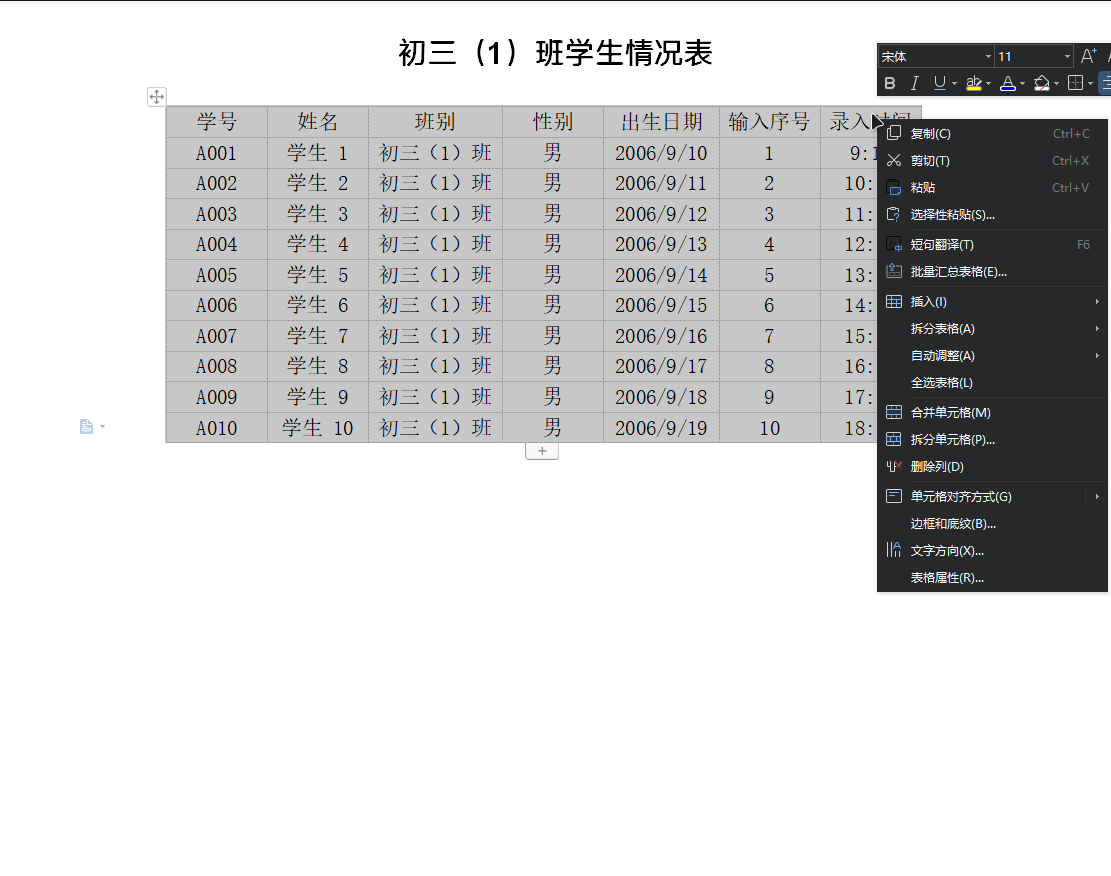 初三（1）班学生情况表
宋体 11 A+
B I U ab A
学号 姓名 班别 性别 出生日期 输入序号 录入时间
A001 学生 1 初三（1）班 男 2006/9/10 1 9:1
A002 学生 2 初三（1）班 男 2006/9/11 2 10:
A003 学生 3 初三（1）班 男 2006/9/12 3 11:
A004 学生 4 初三（1）班 男 2006/9/13 4 12:
A005 学生 5 初三（1）班 男 2006/9/14 5 13:
A006 学生 6 初三（1）班 男 2006/9/15 6 14:
A007 学生 7 初三（1）班 男 2006/9/16 7 15:
A008 学生 8 初三（1）班 男 2006/9/17 8 16:
A009 学生 9 初三（1）班 男 2006/9/18 9 17:
A010 学生 10 初三（1）班 男 2006/9/19 10 18:
复制(C) Ctrl+C
剪切(T) Ctrl+X
粘贴 Ctrl+V
选择性粘贴(S)...
短句翻译(T) F6
批量汇总表格(E)...
插入(I)
拆分表格(A)
自动调整(A)
全选表格(L)
合并单元格(M)
拆分单元格(P)...
删除列(D)
单元格对齐方式(G)
边框和底纹(B)...
文字方向(X)...
表格属性(R)...